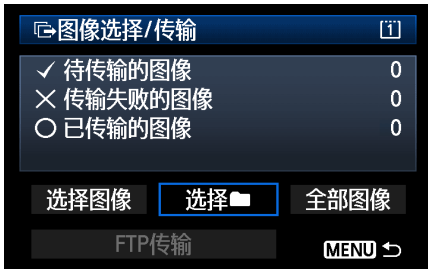 图像选择/传输 1
待传输的图像 0
传输失败的图像 0
已传输的图像 0
选择图像 选择 全部图像
FTP传输 MENU